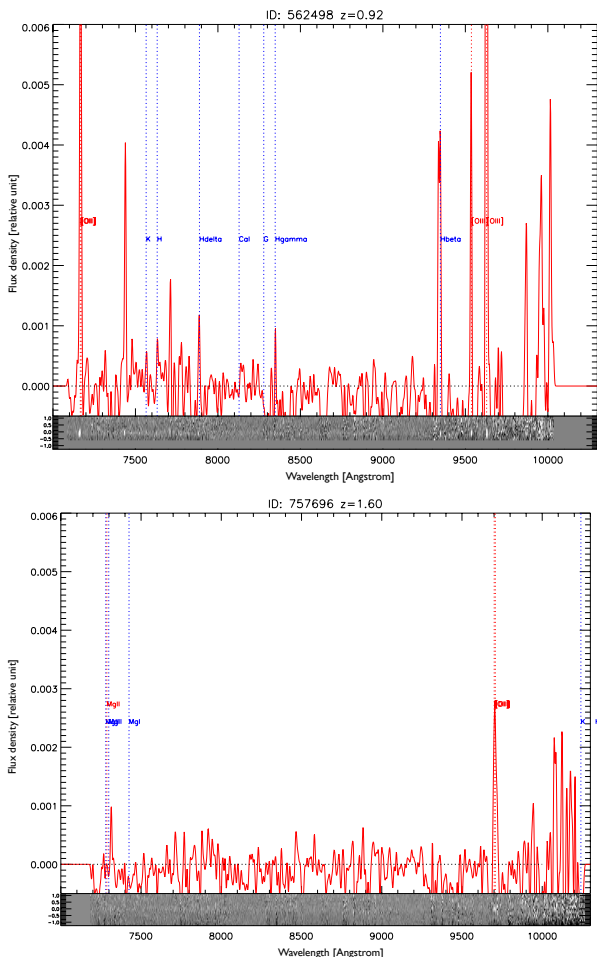 ID: 562498 z=0.92
0.006
0.005
0.004
0.003
0.002
0.001
0.000
Flux density [relative unit]
[OII]
[OIII]
[OIII]
K
H
Hdelta
CaI
G
Hgamma
Hbeta
1.0
0.5
0.0
−0.5
−1.0
7500
8000
8500
9000
9500
10000
Wavelength [Angstrom]
ID: 757696 z=1.60
0.006
0.005
0.004
0.003
0.002
0.001
0.000
Flux density [relative unit]
MgII
MgI
[OII]
K
H
1.0
0.5
0.0
−0.5
−1.0
7500
8000
8500
9000
9500
10000
Wavelength [Angstrom]